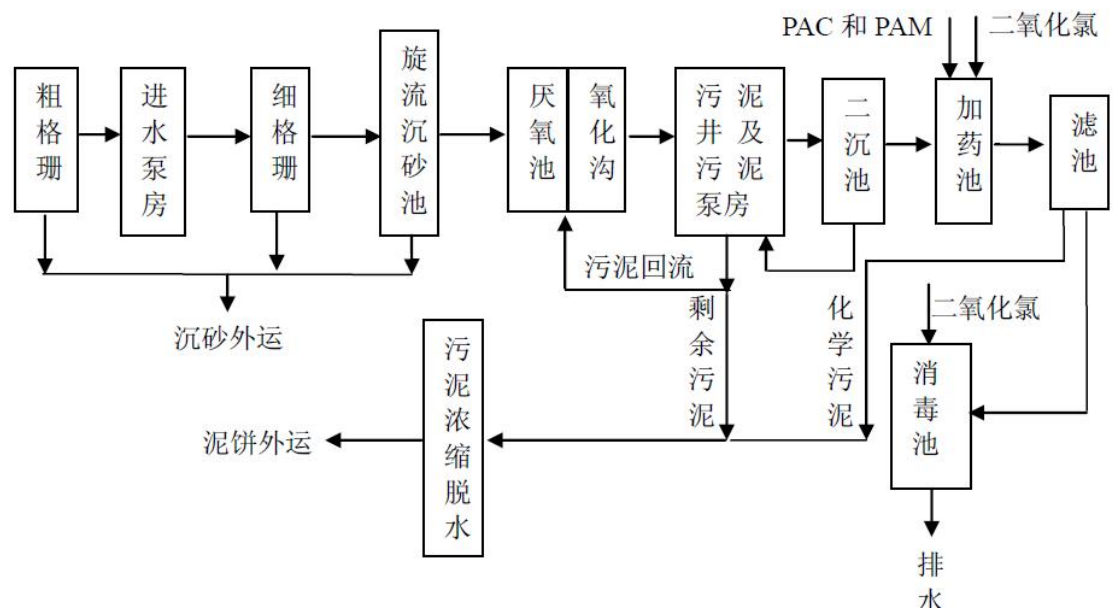 PAC 和 PAM
二氧化氯
粗格珊
进水泵房
细格珊
旋流沉砂池
厌氧池
氧化沟
污 泥
井 及
污 泥
泵房
二沉池
加药池
滤池
污泥回流
沉砂外运
剩余污泥
化学污泥
二氧化氯
消毒池
污泥浓缩脱水
泥饼外运
排水